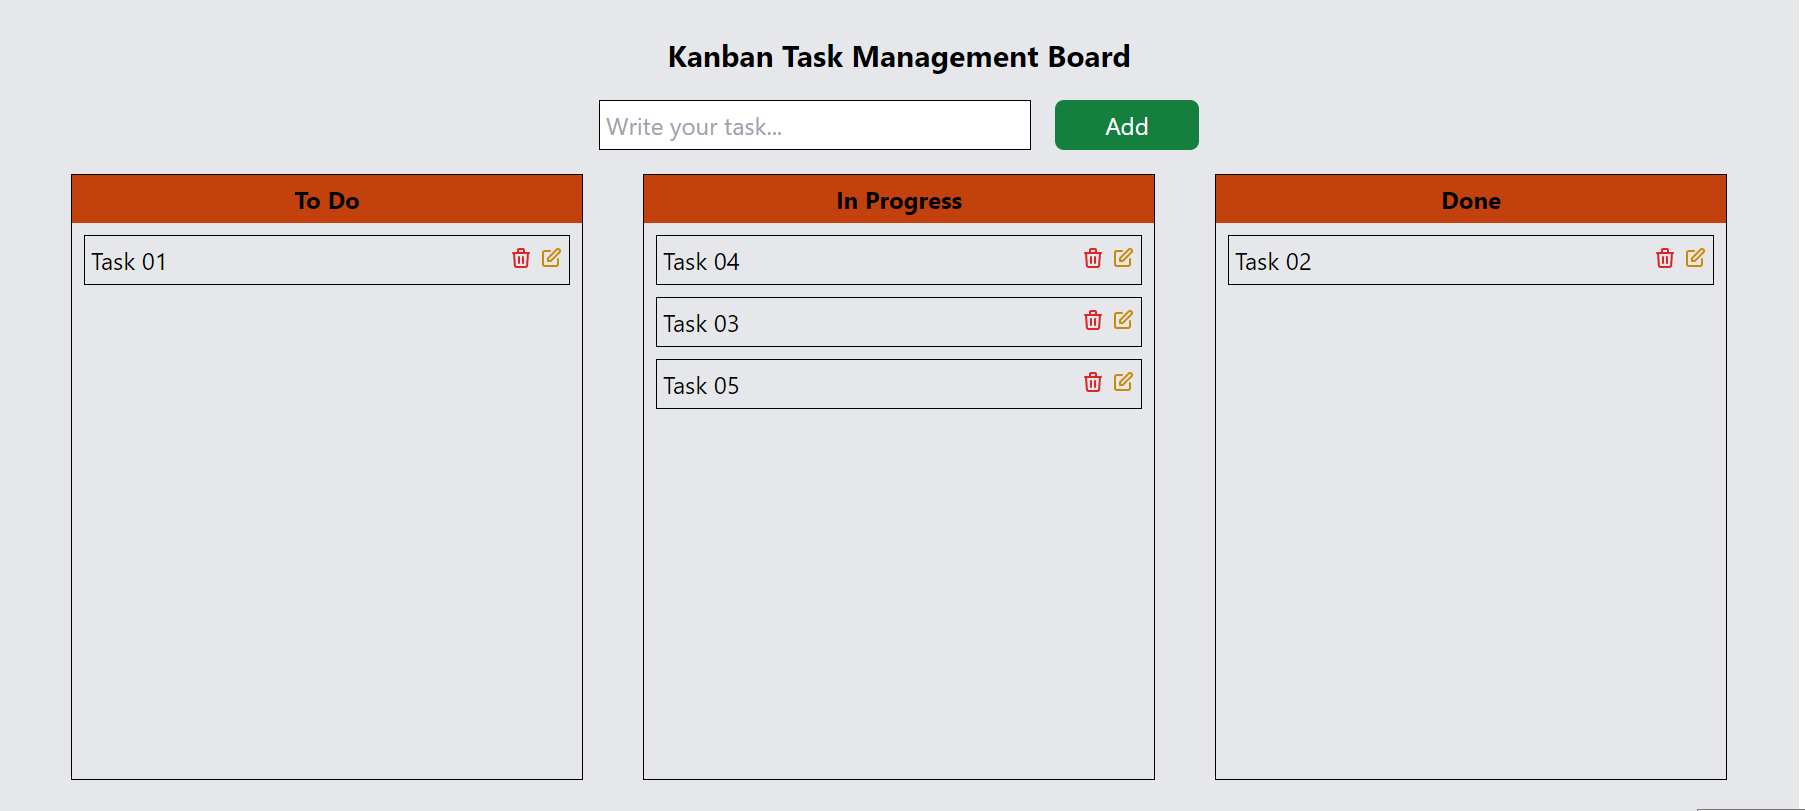 Kanban Task Management Board
Write your task...
Add
To Do
Task 01
In Progress
Task 04
Task 03
Task 05
Done
Task 02